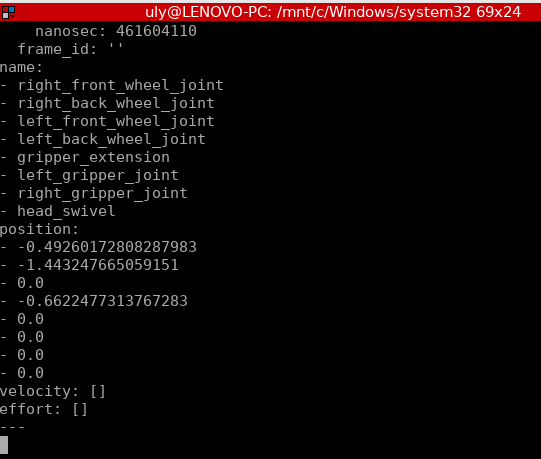 uly@LENOVO-PC: /mnt/c/Windows/system32 69x24
nanosec: 461604110
frame_id: ''
name:
- right_front_wheel_joint
- right_back_wheel_joint
- left_front_wheel_joint
- left_back_wheel_joint
- gripper_extension
- left_gripper_joint
- right_gripper_joint
- head_swivel
position:
- -0.49260172808287983
- -1.443247665059151
- 0.0
- -0.6622477313767283
- 0.0
- 0.0
- 0.0
- 0.0
velocity: []
effort: []
---